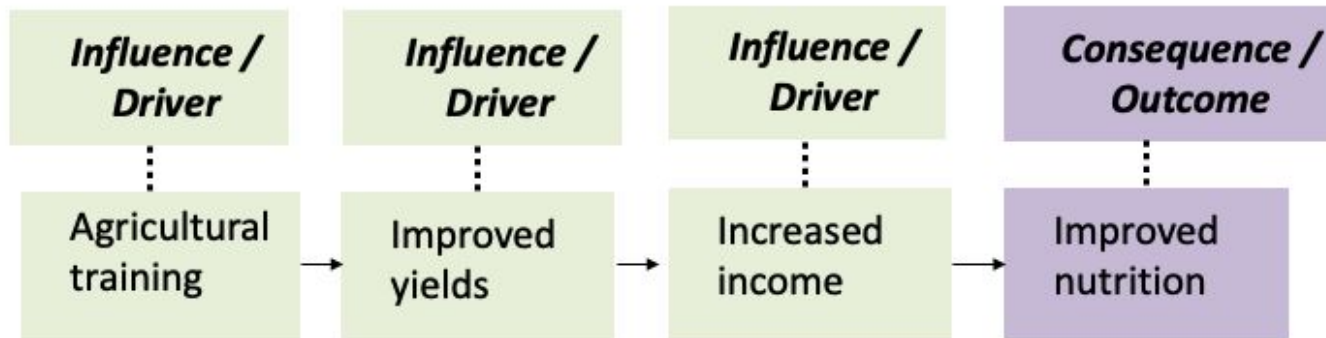 Influence /
Driver
Influence /
Driver
Influence /
Driver
Consequence /
Outcome
Agricultural
training
Improved
yields
Increased
income
Improved
nutrition